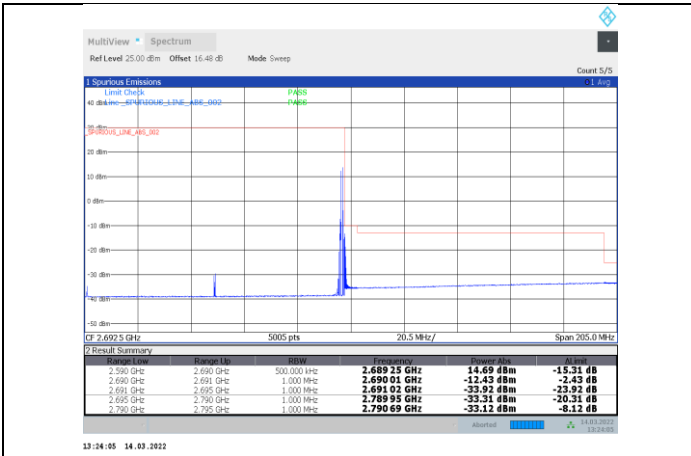 MultiView Spectrum
Ref Level 25.00 dBm Offset 16.48 dB Mode Sweep
Count 5/5
1 Spurious Emissions 1 Avg
Limit Check PASS
Line _SPURIOUS_LINE_ABS_002 PASS
40 dBm
30 dBm
_SPURIOUS_LINE_ABS_002
20 dBm
10 dBm
0 dBm
-10 dBm
-20 dBm
-30 dBm
-40 dBm
-50 dBm
CF 2.6925 GHz 5005 pts 20.5 MHz/ Span 205.0 MHz
2 Result Summary
Range Low Range Up RBW Frequency Power Abs ΔLimit
2.590 GHz 2.690 GHz 500.000 kHz 2.689 25 GHz 14.69 dBm -15.31 dB
2.690 GHz 2.691 GHz 1.000 MHz 2.690 01 GHz -12.43 dBm -2.43 dB
2.691 GHz 2.695 GHz 1.000 MHz 2.691 02 GHz -33.92 dBm -23.92 dB
2.695 GHz 2.790 GHz 1.000 MHz 2.789 95 GHz -33.31 dBm -20.31 dB
2.790 GHz 2.795 GHz 1.000 MHz 2.790 69 GHz -33.12 dBm -8.12 dB
Aborted 14.03.2022
13:24:05
13:24:05 14.03.2022